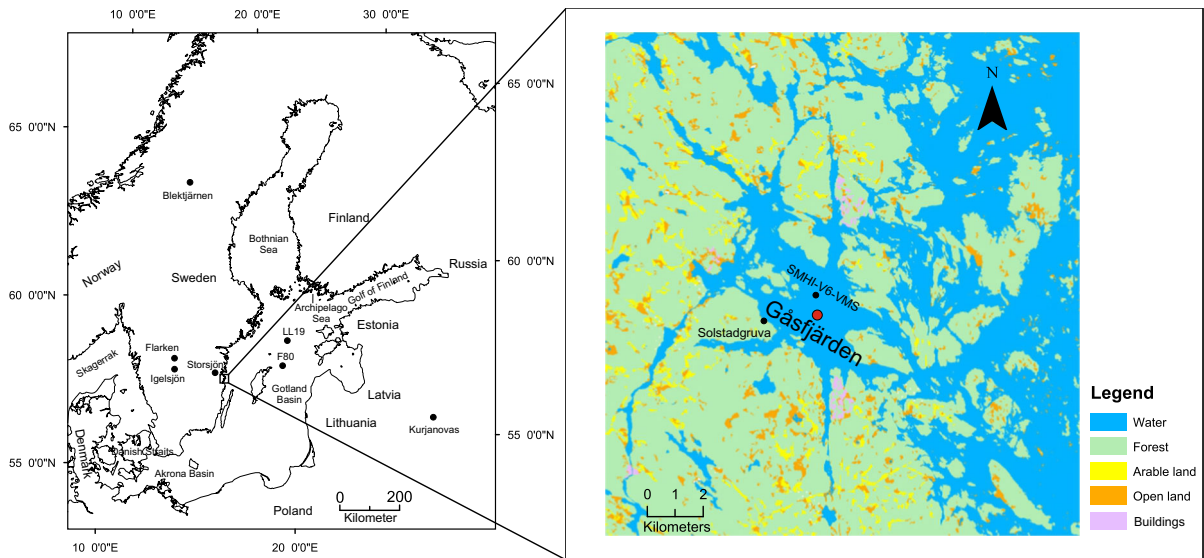 10 0'0"E
20 0'0"E
30 0'0"E
65 0'0"N
65 0'0"N
Blektjärnen
Finland
Bothnian
Sea
Norway
Sweden
Russia
60 0'0"N
60 0'0"N
Golf of Finland
Archipelago
Sea
Estonia
LL19
Skagerrak
Flarken
Storsjön
F80
Igelsjön
Gotland
Basin
Latvia
Lithuania
Kurjanovas
55 0'0"N
55 0'0"N
Denmark
Danish Straits
Akrona Basin
0 200
Kilometer
Poland
10 0'0"E
20 0'0"E
N
SMHI-V6-VMS
Gåsfjärden
Solstadgruva
0 1 2
Kilometers
Legend
Water
Forest
Arable land
Open land
Buildings